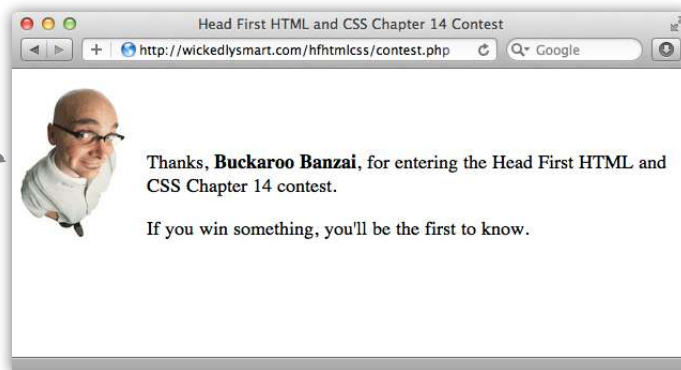 Head First HTML and CSS Chapter 14 Contest
http://wickedlysmart.com/hfhtmlcss/contest.php
Google
Thanks, Buckaroo Banzai, for entering the Head First HTML and
CSS Chapter 14 contest.
If you win something, you'll be the first to know.